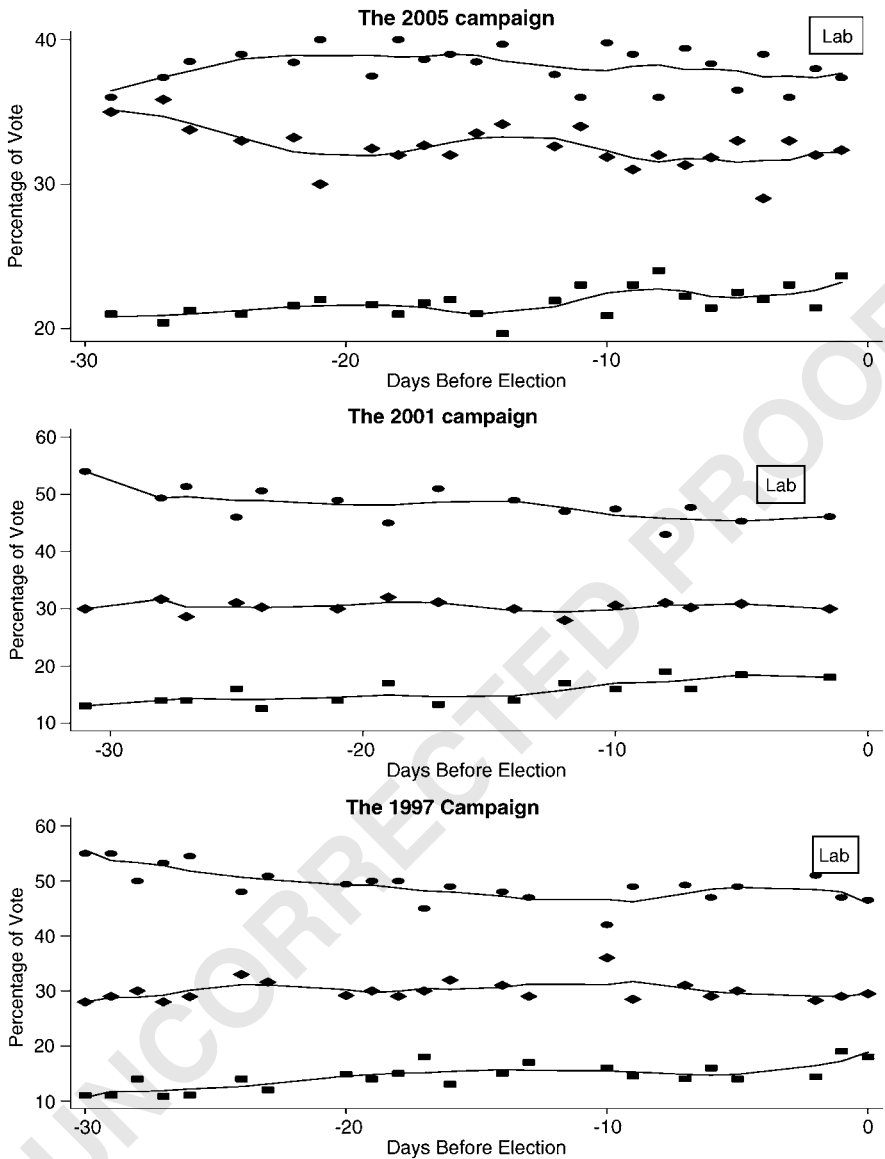 The 2005 campaign
Lab
Percentage of Vote
40
30
20
-30 -20 -10 0
Days Before Election
The 2001 campaign
Lab
Percentage of Vote
60
50
40
30
20
10
-30 -20 -10 0
Days Before Election
The 1997 Campaign
Lab
Percentage of Vote
60
50
40
30
20
10
-30 -20 -10 0
Days Before Election
UNCORRECTED PROOF